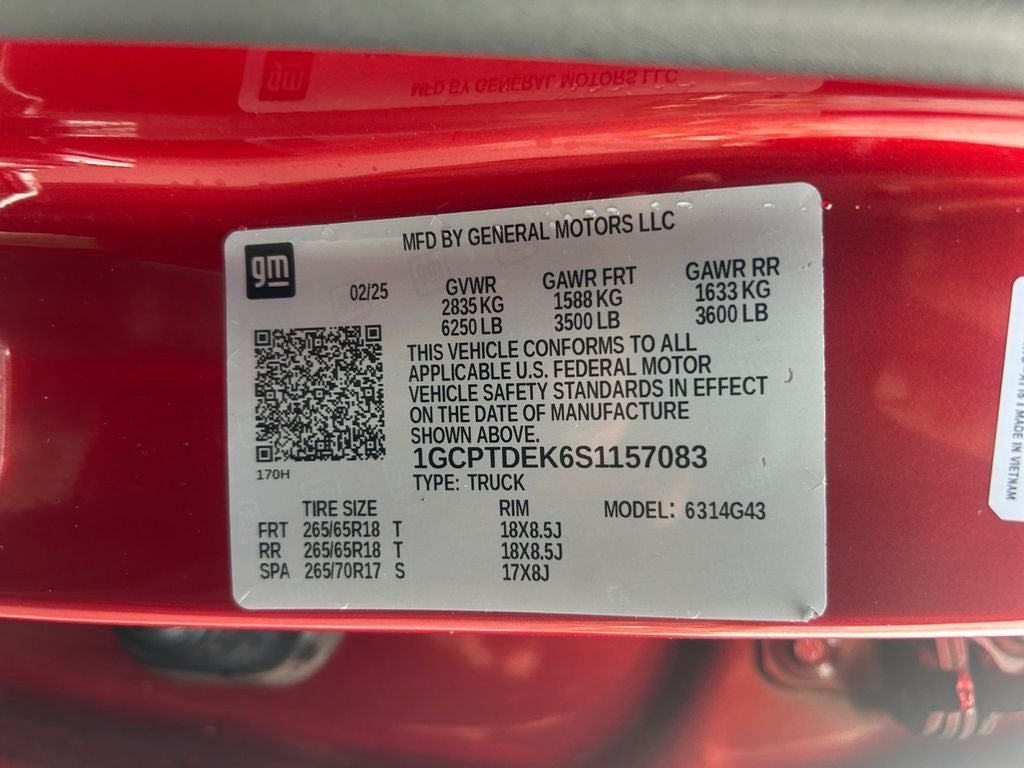 MFD BY GENERAL MOTORS LLC
MFD BY GENERAL MOTORS LLC
gm
02/25
GVWR
2835 KG
6250 LB
GAWR FRT
1588 KG
3500 LB
GAWR RR
1633 KG
3600 LB
THIS VEHICLE CONFORMS TO ALL
APPLICABLE U.S. FEDERAL MOTOR
VEHICLE SAFETY STANDARDS IN EFFECT
ON THE DATE OF MANUFACTURE
SHOWN ABOVE.
170H
1GCPTDEK6S1157083
TYPE: TRUCK
TIRE SIZE RIM MODEL: 6314G43
FRT 265/65R18 T 18X8.5J
RR 265/65R18 T 18X8.5J
SPA 265/70R17 S 17X8J
MADE IN VIETNAM